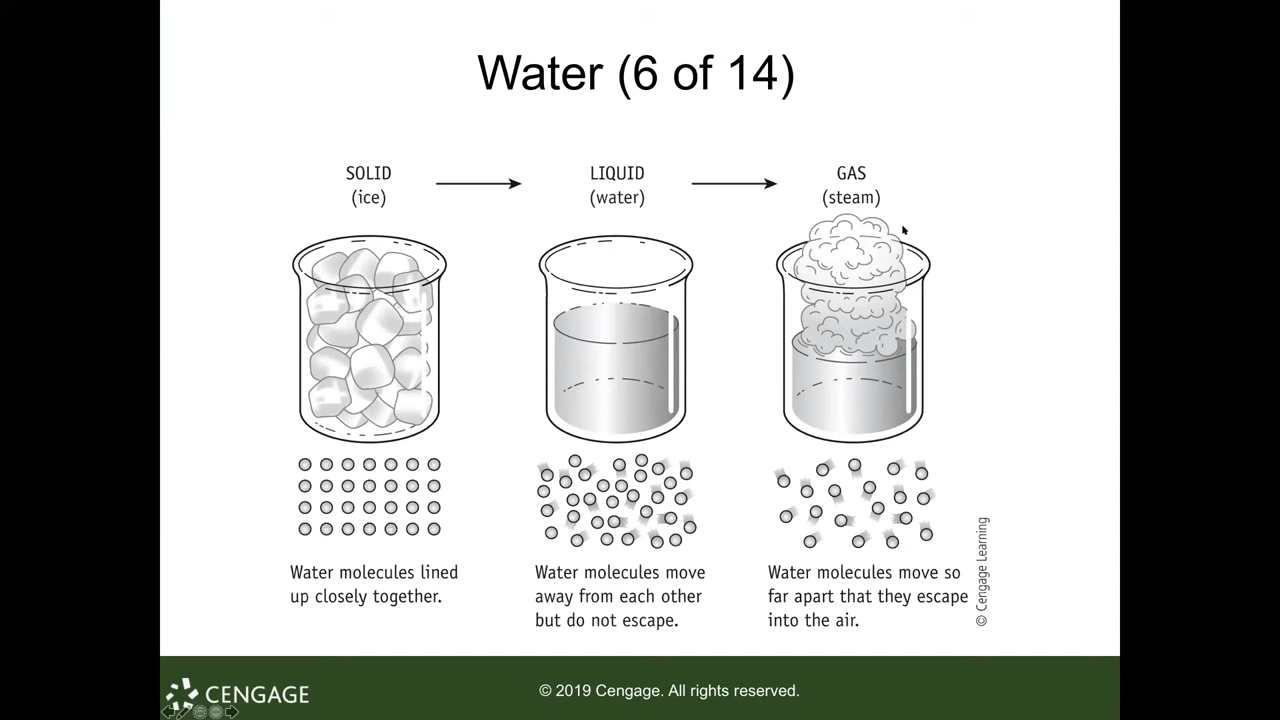 Water (6 of 14)
SOLID
(ice)
LIQUID
(water)
GAS
(steam)
Water molecules lined
up closely together.
Water molecules move
away from each other
but do not escape.
Water molecules move so
far apart that they escape
into the air.
© Cengage Learning
CENGAGE
© 2019 Cengage. All rights reserved.